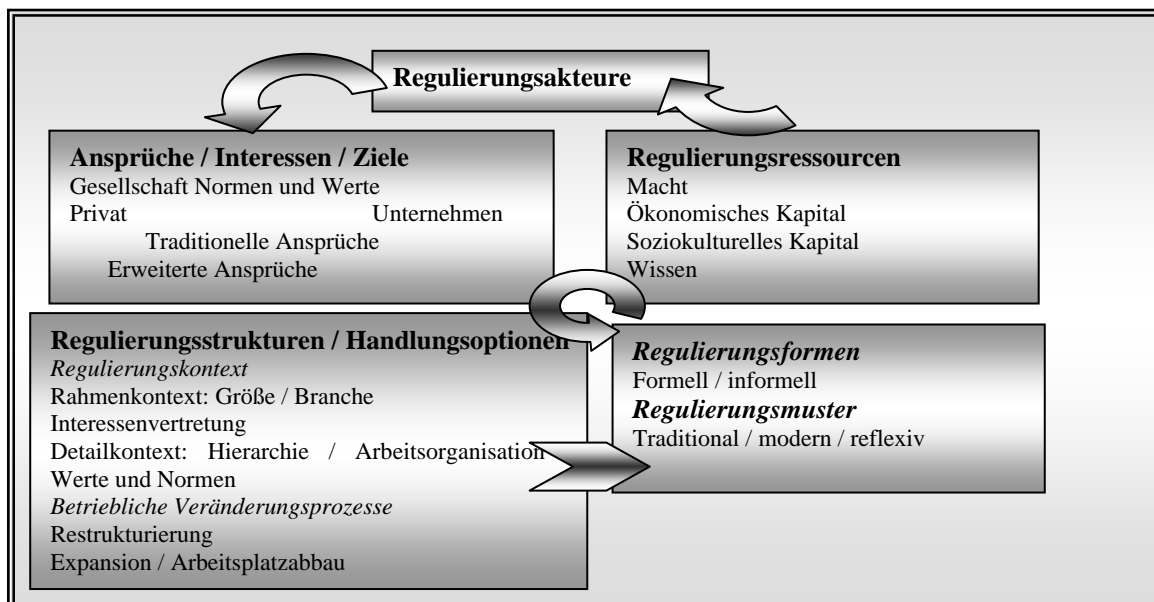 Regulierungsakteure
Ansprüche / Interessen / Ziele
Gesellschaft Normen und Werte
Privat Unternehmen
Traditionelle Ansprüche
Erweiterte Ansprüche
Regulierungsressourcen
Macht
Ökonomisches Kapital
Soziokulturelles Kapital
Wissen
Regulierungsstrukturen / Handlungsoptionen
Regulierungskontext
Rahmenkontext: Größe / Branche
Interessenvertretung
Detailkontext: Hierarchie / Arbeitsorganisation
Werte und Normen
Betriebliche Veränderungsprozesse
Restrukturierung
Expansion / Arbeitsplatzabbau
Regulierungsformen
Formell / informell
Regulierungsmuster
Traditional / modern / reflexiv